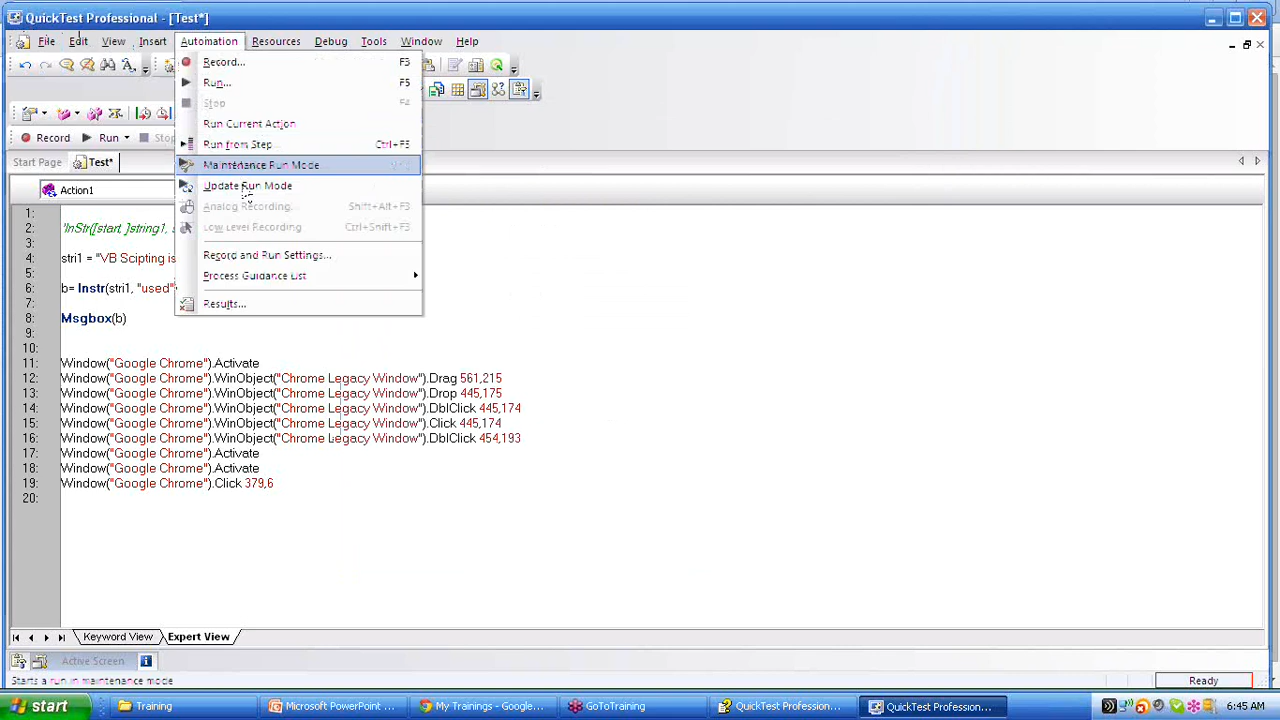 QuickTest Professional - [Test*]
File Edit View Insert Automation Resources Debug Tools Window Help
Record... F3
Run... F5
Stop F4
Run Current Action
Run from Step... Ctrl+F5
Maintenance Run Mode
Update Run Mode
Analog Recording... Shift+Alt+F3
Low Level Recording Ctrl+Shift+F3
Record and Run Settings...
Process Guidance List
Results...
Record Run Stop
Start Page Test*
Action1
1:
2: 'InStr([start, ]string1,
3:
4: stri1 = "VB Scipting is
5:
6: b= Instr(stri1, "used"
7:
8: Msgbox(b)
9:
10:
11: Window("Google Chrome").Activate
12: Window("Google Chrome").WinObject("Chrome Legacy Window").Drag 561,215
13: Window("Google Chrome").WinObject("Chrome Legacy Window").Drop 445,175
14: Window("Google Chrome").WinObject("Chrome Legacy Window").DblClick 445,174
15: Window("Google Chrome").WinObject("Chrome Legacy Window").Click 445,174
16: Window("Google Chrome").WinObject("Chrome Legacy Window").DblClick 454,193
17: Window("Google Chrome").Activate
18: Window("Google Chrome").Activate
19: Window("Google Chrome").Click 379,6
20:
Keyword View Expert View
Active Screen
Starts a run in maintenance mode Ready
start Training Microsoft PowerPoint ... My Trainings - Google... GoToTraining QuickTest Professional... QuickTest Professional... 6:45 AM